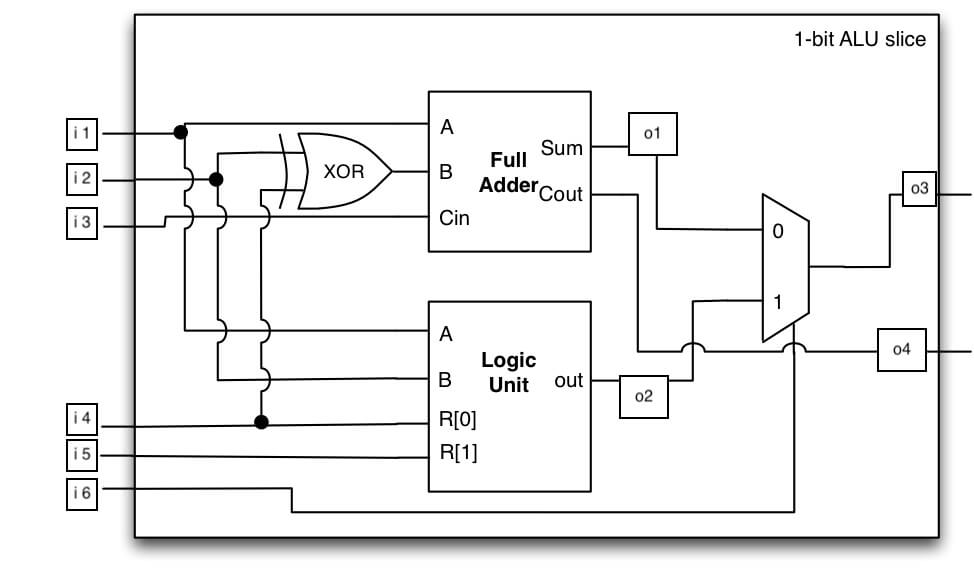 1-bit ALU slice
i 1
i 2
i 3
XOR
A
B
Cin
Full
Adder
Sum
Cout
o1
0
1
o3
o4
A
B
R[0]
R[1]
Logic
Unit
out
o2
i 4
i 5
i 6